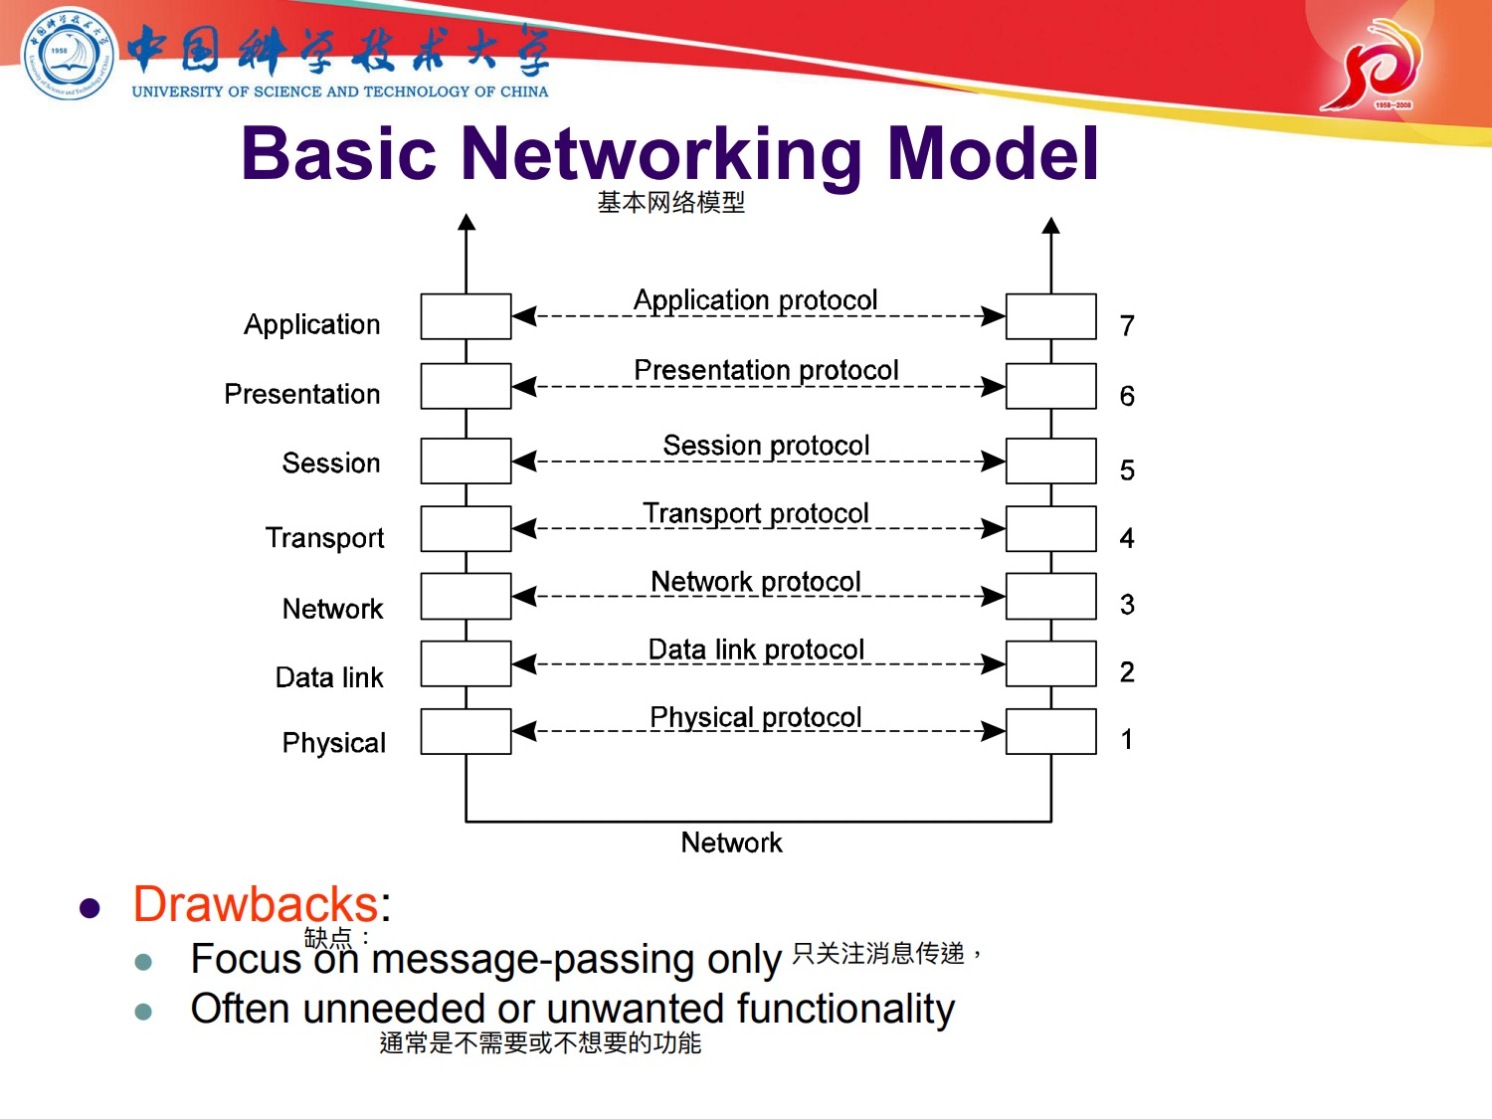 中国科学技术大学
UNIVERSITY OF SCIENCE AND TECHNOLOGY OF CHINA
1958
1958—2008
Basic Networking Model
基本网络模型
Application
Application protocol
7
Presentation
Presentation protocol
6
Session
Session protocol
5
Transport
Transport protocol
4
Network
Network protocol
3
Data link
Data link protocol
2
Physical
Physical protocol
1
Network
Drawbacks:
缺点：
Focus on message-passing only 只关注消息传递，
Often unneeded or unwanted functionality
通常是不需要或不想要的功能